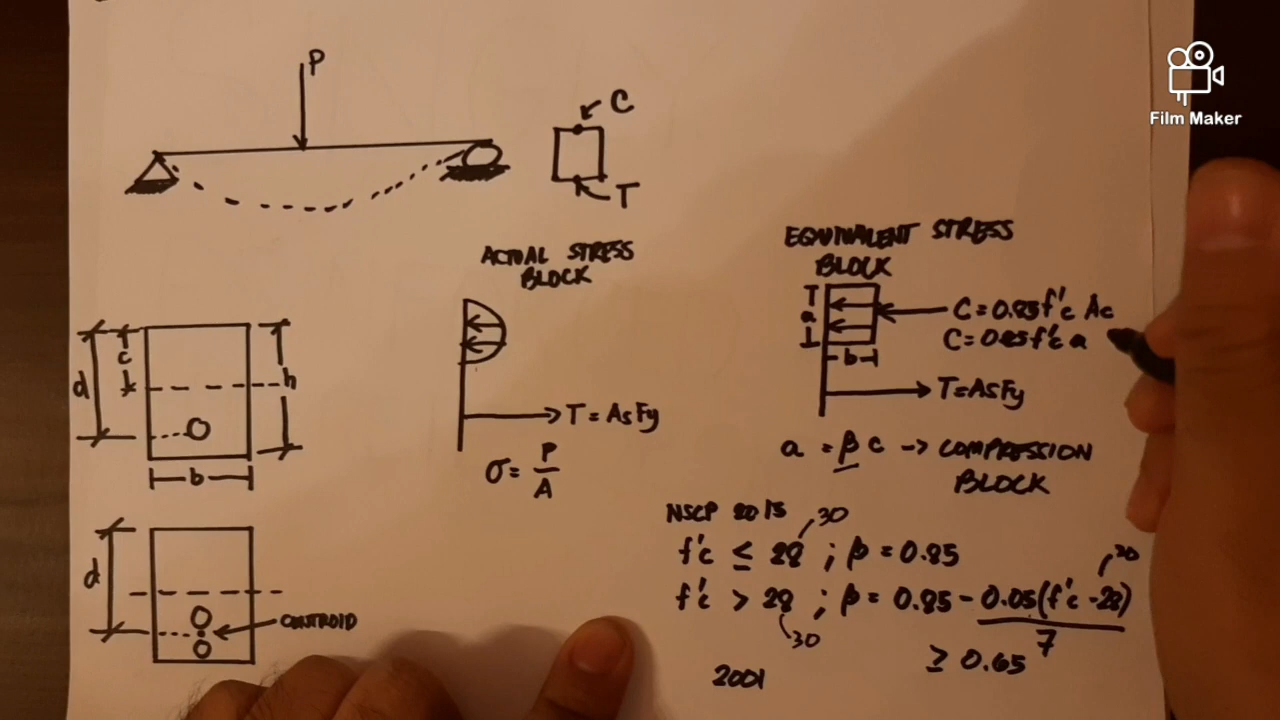 P
C
T
ACTUAL STRESS
BLOCK
T = AsFy
σ = P
A
EQUIVALENT STRESS
BLOCK
a
b
C = 0.85f'c Ac
C = 0.85f'c a
T = AsFy
a = β c -> COMPRESSION
BLOCK
d
c
h
b
d
CENTROID
NSCP 2015
30
f'c ≤ 28 ; β = 0.85
30
f'c > 28 ; β = 0.85 - 0.05(f'c - 28)
7
30
≥ 0.65
2001
Film Maker